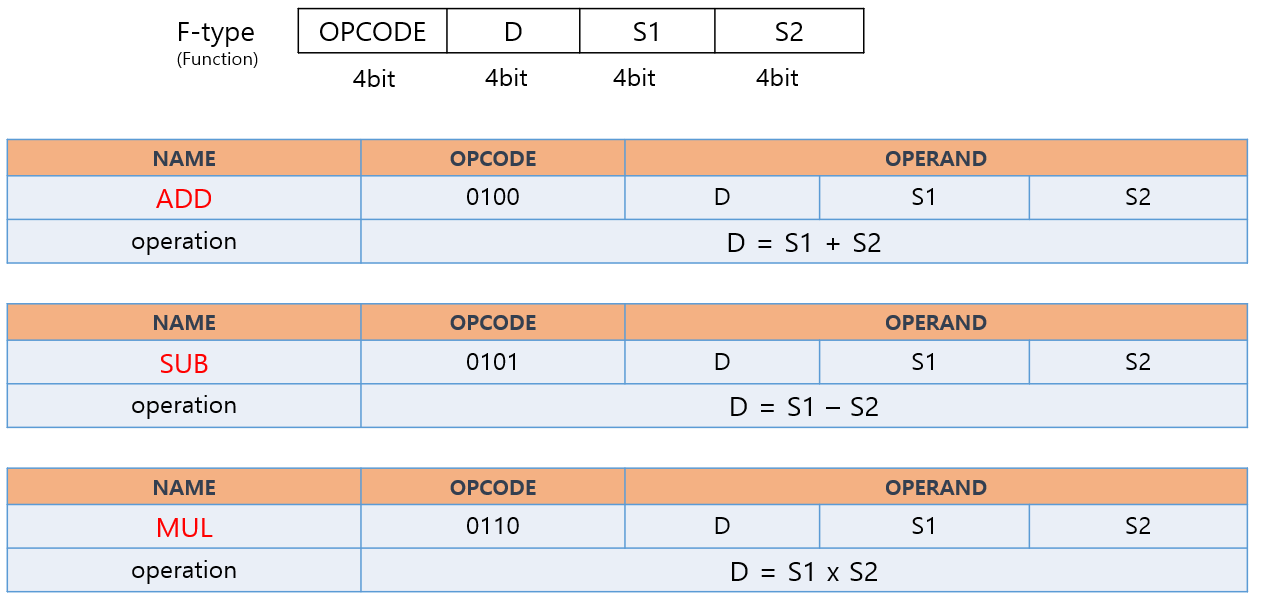 F-type OPCODE D S1 S2
(Function)
4bit 4bit 4bit 4bit
NAME OPCODE OPERAND
ADD 0100 D S1 S2
operation D = S1 + S2
NAME OPCODE OPERAND
SUB 0101 D S1 S2
operation D = S1 – S2
NAME OPCODE OPERAND
MUL 0110 D S1 S2
operation D = S1 x S2